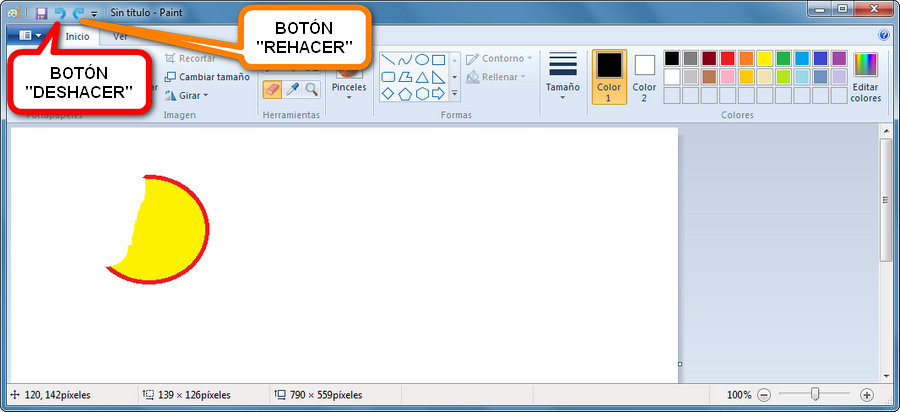 Sin título - Paint
BOTÓN
"REHACER"
BOTÓN
"DESHACER"
Inicio
Ver
Recortar
Cambiar tamaño
Girar
Pinceles
Contorno
Rellenar
Tamaño
Color
1
Color
2
Editar
colores
Portapapeles
Imagen
Herramientas
Formas
Colores
120, 142píxeles
139 × 126píxeles
790 × 559píxeles
100%